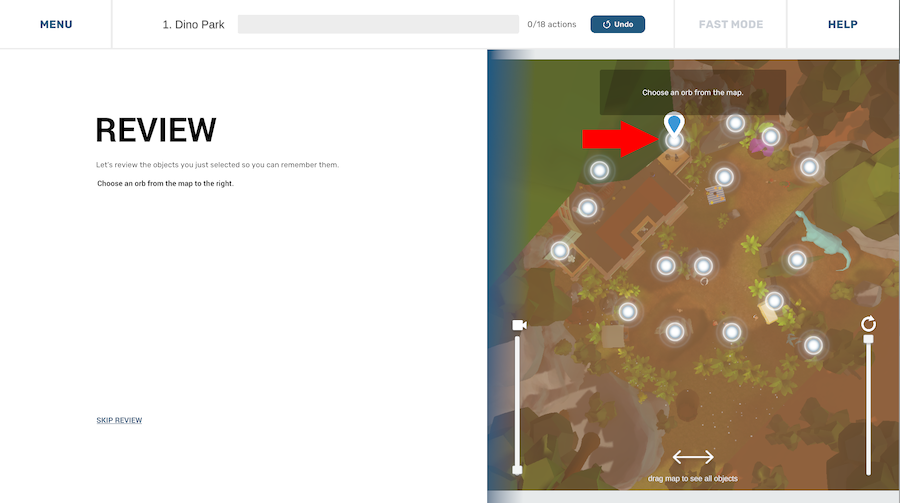 MENU
1. Dino Park
0/18 actions
Undo
FAST MODE
HELP
REVIEW
Let's review the objects you just selected so you can remember them.
Choose an orb from the map to the right.
SKIP REVIEW
Choose an orb from the map.
drag map to see all objects